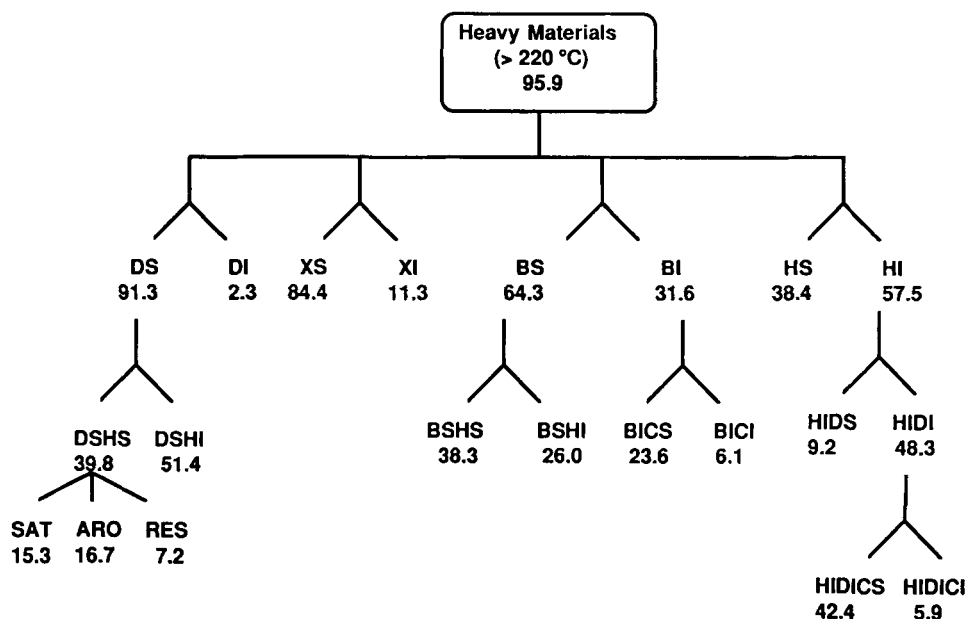 Heavy Materials
(> 220 °C)
95.9
DS DI XS XI BS BI HS HI
91.3 2.3 84.4 11.3 64.3 31.6 38.4 57.5
DSHS DSHI BSHS BSHI BICS BICI HIDS HIDI
39.8 51.4 38.3 26.0 23.6 6.1 9.2 48.3
SAT ARO RES
15.3 16.7 7.2
HIDICS HIDICI
42.4 5.9